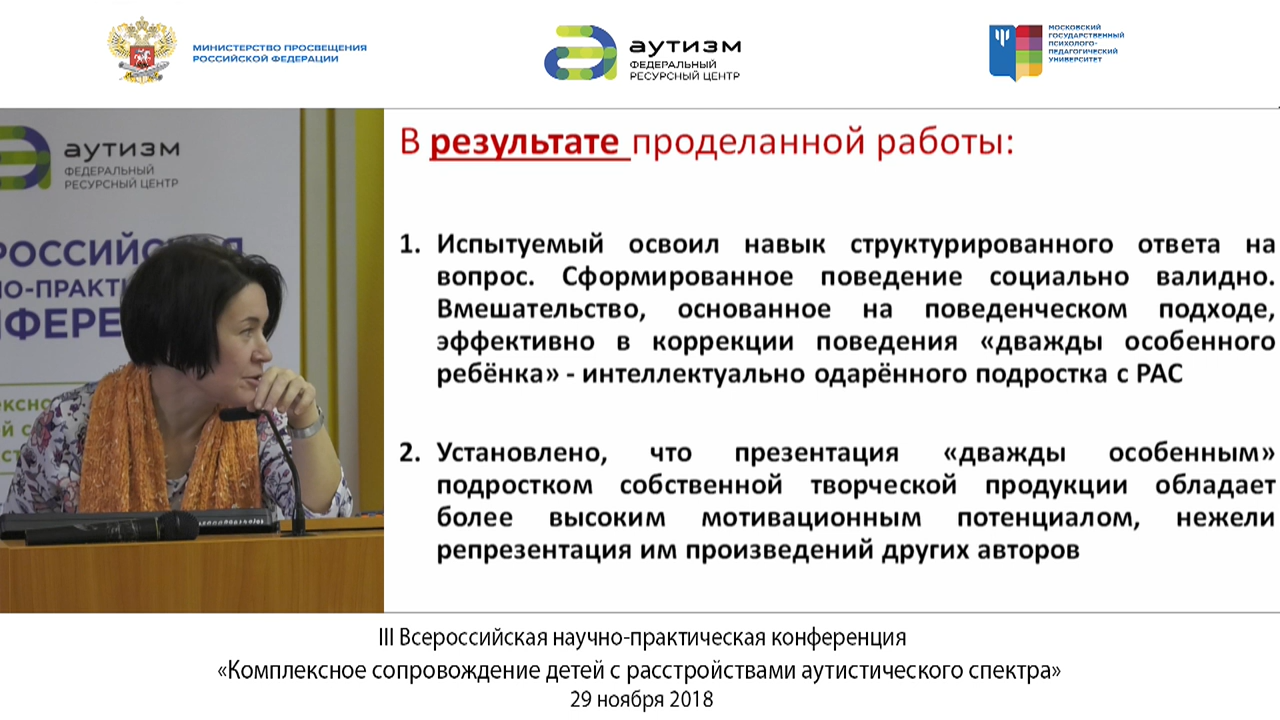 МИНИСТЕРСТВО ПРОСВЕЩЕНИЯ
РОССИЙСКОЙ ФЕДЕРАЦИИ
аутизм
ФЕДЕРАЛЬНЫЙ
РЕСУРСНЫЙ ЦЕНТР
МОСКОВСКИЙ
ГОСУДАРСТВЕННЫЙ
ПСИХОЛОГО-
ПЕДАГОГИЧЕСКИЙ
УНИВЕРСИТЕТ
аутизм
ФЕДЕРАЛЬНЫЙ
РЕСУРСНЫЙ ЦЕНТР
В результате проделанной работы:
1. Испытуемый освоил навык структурированного ответа на
вопрос. Сформированное поведение социально валидно.
Вмешательство, основанное на поведенческом подходе,
эффективно в коррекции поведения «дважды особенного
ребёнка» - интеллектуально одарённого подростка с РАС
2. Установлено, что презентация «дважды особенным»
подростком собственной творческой продукции обладает
более высоким мотивационным потенциалом, нежели
репрезентация им произведений других авторов
III Всероссийская научно-практическая конференция
«Комплексное сопровождение детей с расстройствами аутистического спектра»
29 ноября 2018